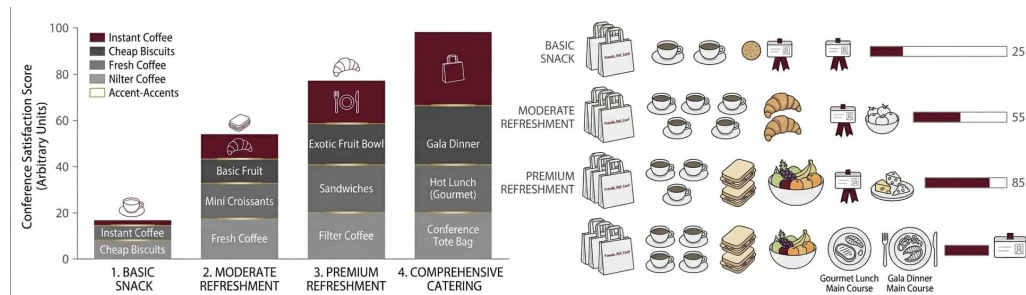 Conference Satisfaction Score
(Arbitrary Units)
100
80
60
40
20
0
Instant Coffee
Cheap Biscuits
Fresh Coffee
Nilter Coffee
Accent-Accents
Instant Coffee
Cheap Biscuits
Basic Fruit
Mini Croissants
Fresh Coffee
Exotic Fruit Bowl
Sandwiches
Filter Coffee
Gala Dinner
Hot Lunch
(Gourmet)
Conference
Tote Bag
1. BASIC
SNACK
2. MODERATE
REFRESHMENT
3. PREMIUM
REFRESHMENT
4. COMPREHENSIVE
CATERING
BASIC
SNACK
25
MODERATE
REFRESHMENT
55
PREMIUM
REFRESHMENT
85
Gourmet Lunch
Main Course
Gala Dinner
Main Course